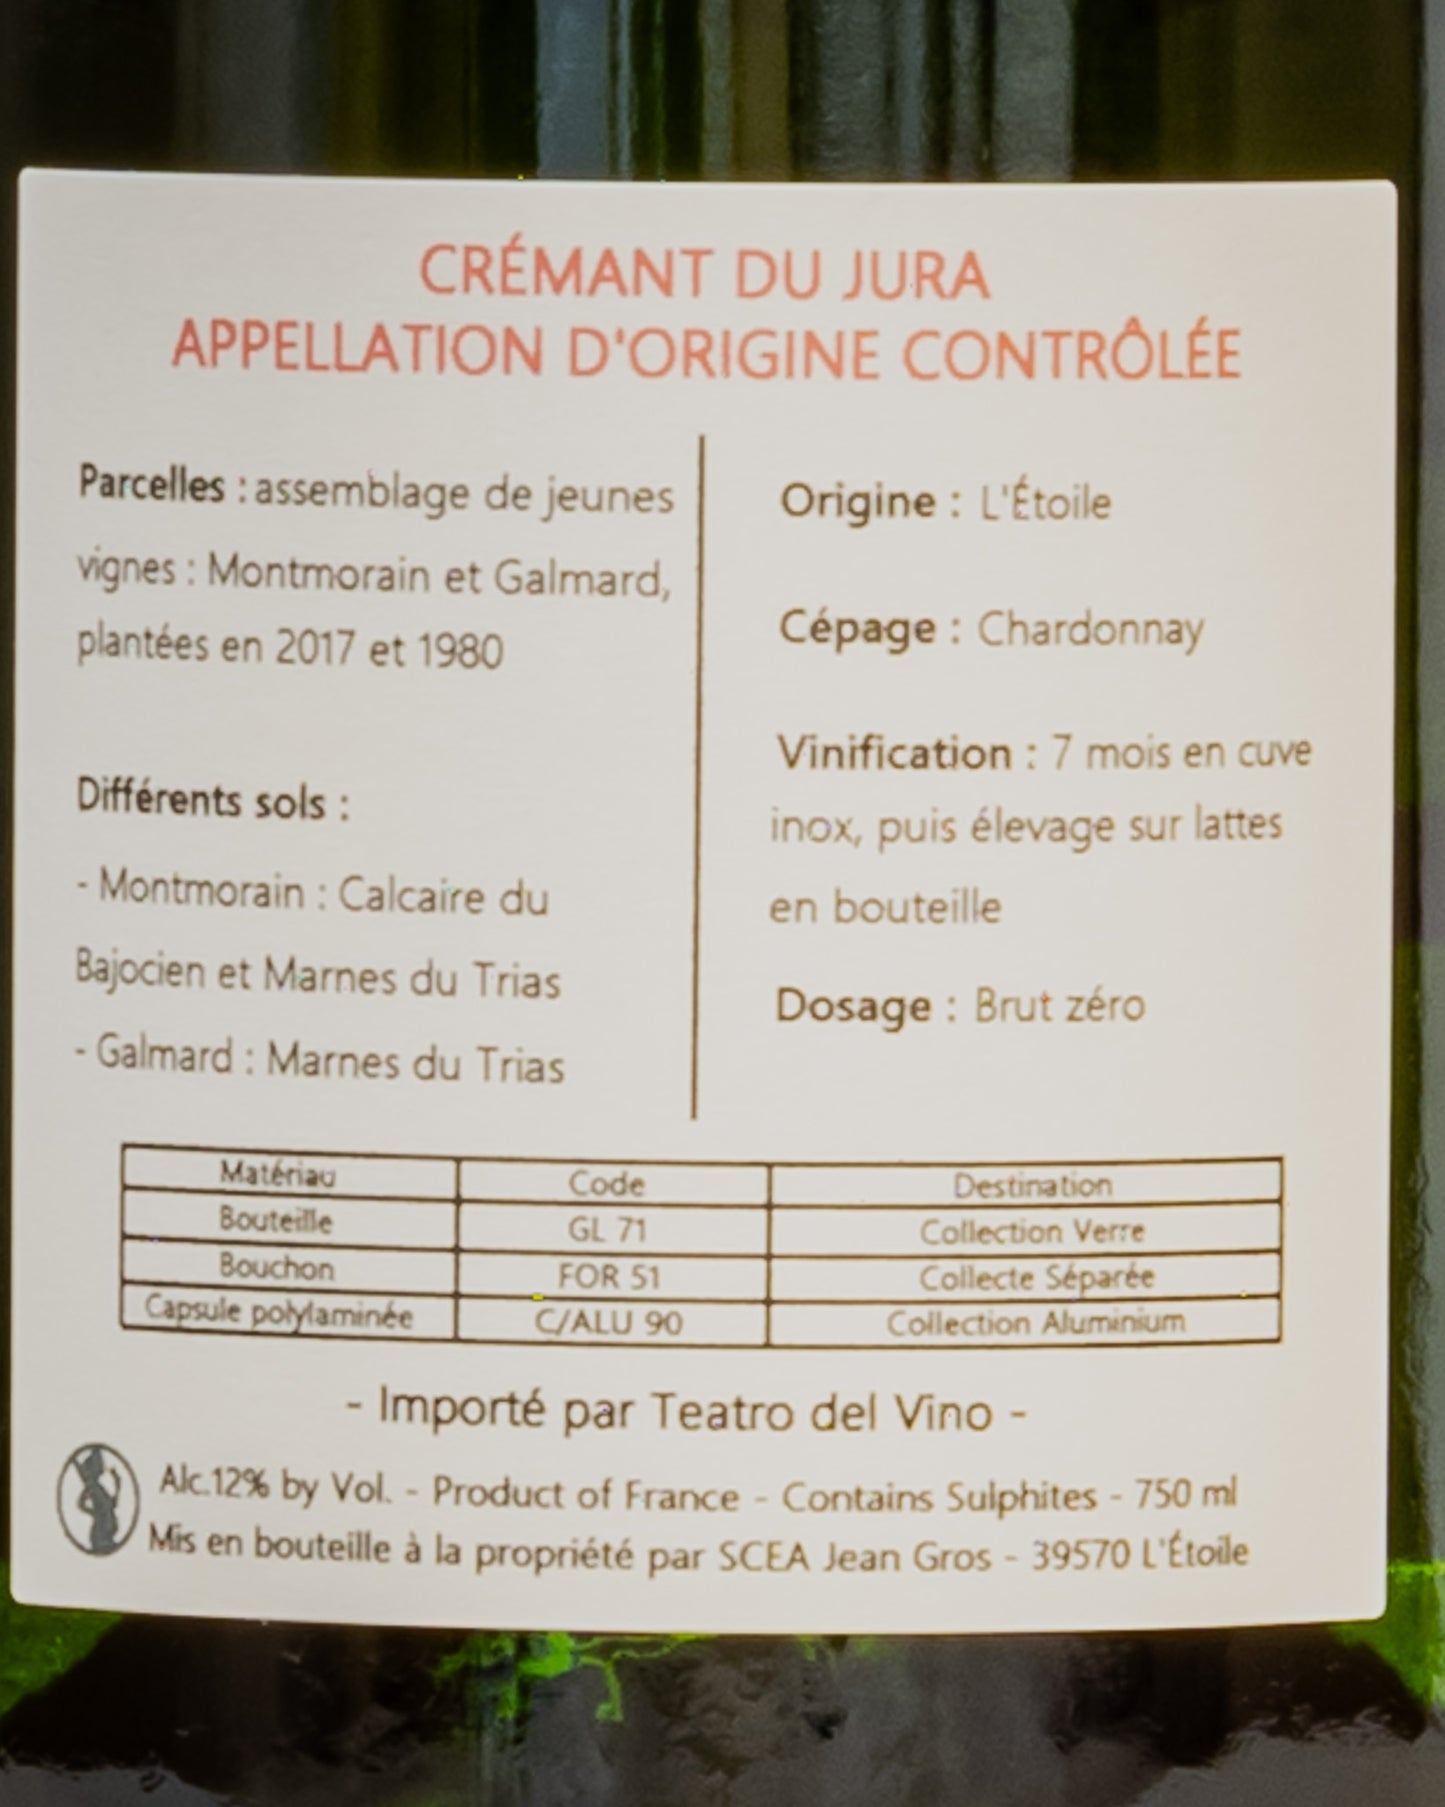 CRÉMANT DU JURA
APPELLATION D'ORIGINE CONTRÔLÉE
Parcelles : assemblage de jeunes
vignes : Montmorain et Galmard,
plantées en 2017 et 1980
Différents sols :
- Montmorain : Calcaire du
Bajocien et Marnes du Trias
- Galmard : Marnes du Trias
Origine : L'Étoile
Cépage : Chardonnay
Vinification : 7 mois en cuve
inox, puis élevage sur lattes
en bouteille
Dosage : Brut zéro
Matériau Code Destination
Bouteille GL 71 Collection Verre
Bouchon FOR 51 Collecte Séparée
Capsule polylaminée C/ALU 90 Collection Aluminium
- Importé par Teatro del Vino -
Alc.12% by Vol. - Product of France - Contains Sulphites - 750 ml
Mis en bouteille à la propriété par SCEA Jean Gros - 39570 L'Étoile